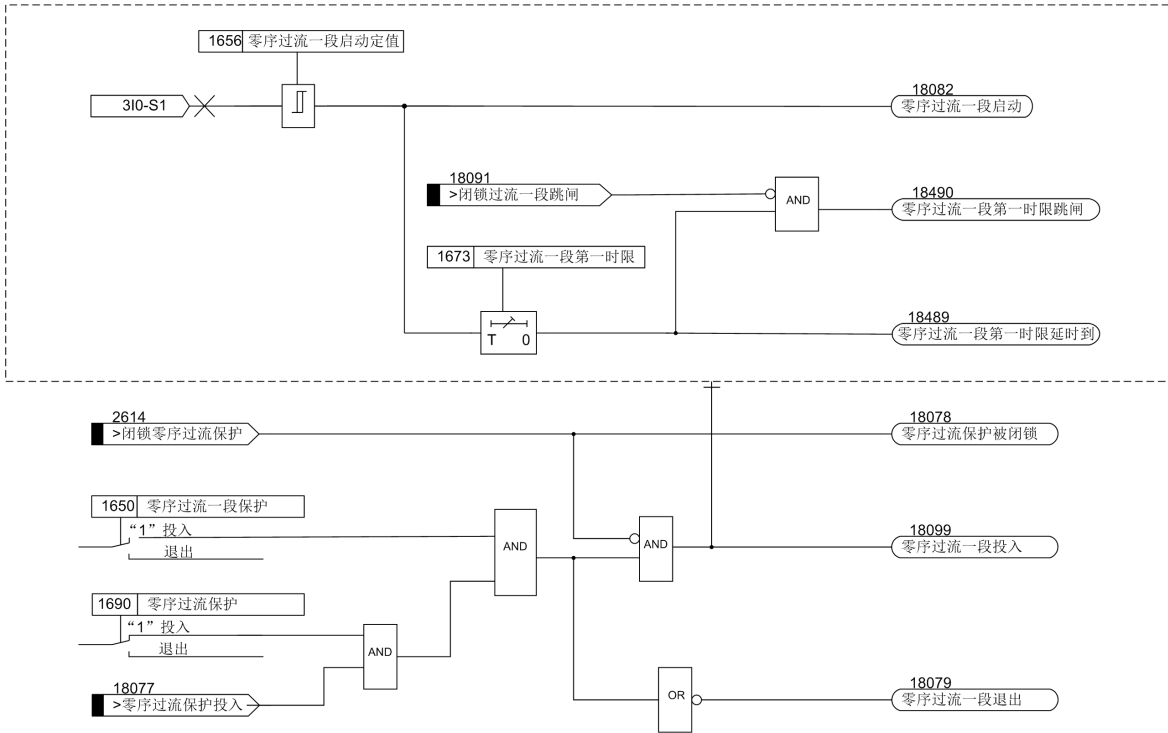 1656 零序过流一段启动定值
3I0-S1
18082
零序过流一段启动
18091
>闭锁过流一段跳闸
AND
18490
零序过流一段第一时限跳闸
1673 零序过流一段第一时限
T 0
18489
零序过流一段第一时限延时到
2614
>闭锁零序过流保护
18078
零序过流保护被闭锁
1650 零序过流一段保护
“1”投入
退出
AND
AND
18099
零序过流一段投入
1690 零序过流保护
“1”投入
退出
AND
18077
>零序过流保护投入
OR
18079
零序过流一段退出